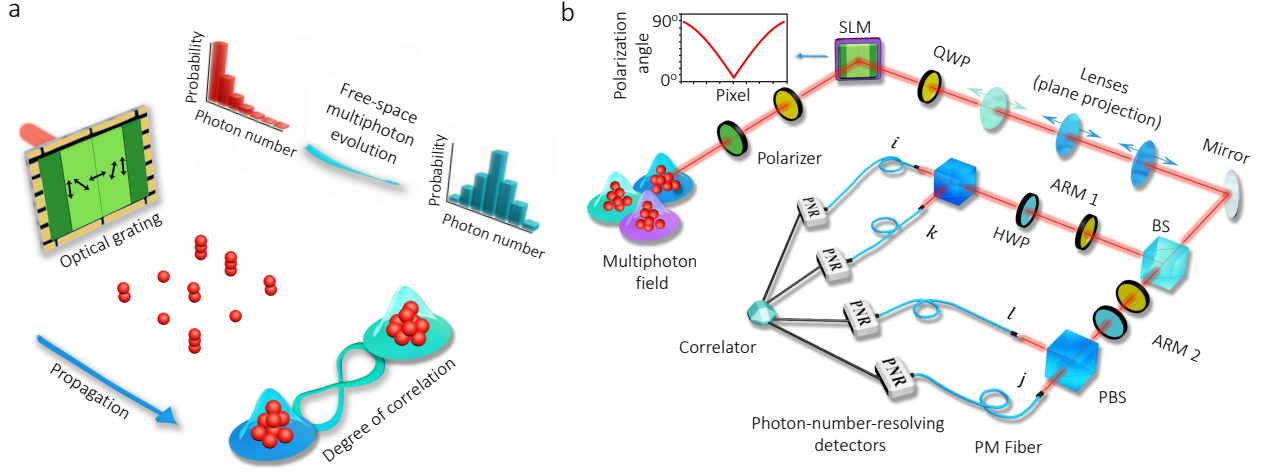 a
Probability
Photon number
Free-space
multiphoton
evolution
Probability
Photon number
Optical grating
Propagation
Degree of correlation
b
Polarization
angle
90º
0º
Pixel
SLM
QWP
Lenses
(plane projection)
Mirror
Polarizer
Multiphoton
field
i
k
ARM 1
HWP
BS
PNR
PNR
PNR
PNR
Correlator
l
j
ARM 2
PBS
Photon-number-resolving
detectors
PM Fiber